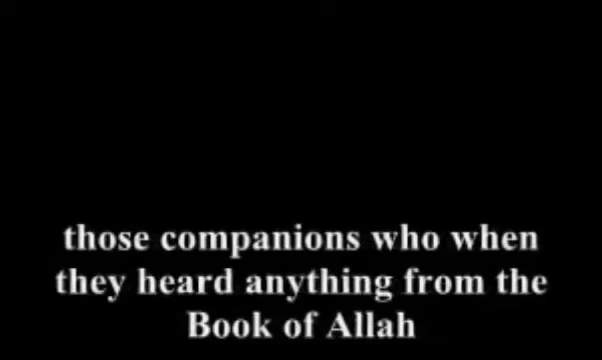 those companions who when
they heard anything from the
Book of Allah